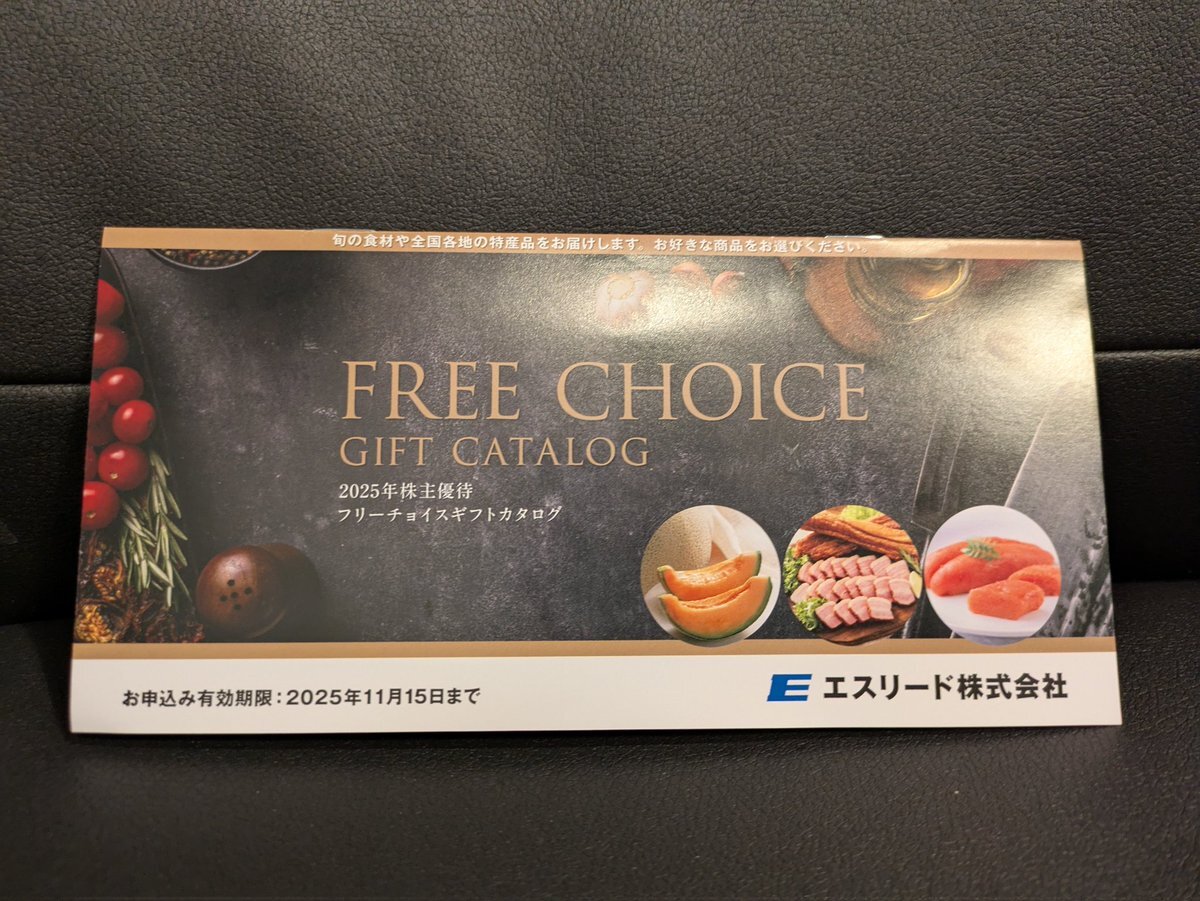 旬の食材や全国各地の特産品をお届けします。お好きな商品をお選びください。
FREE CHOICE
GIFT CATALOG
2025年株主優待
フリーチョイスギフトカタログ
お申込み有効期限：2025年11月15日まで
エスリード株式会社